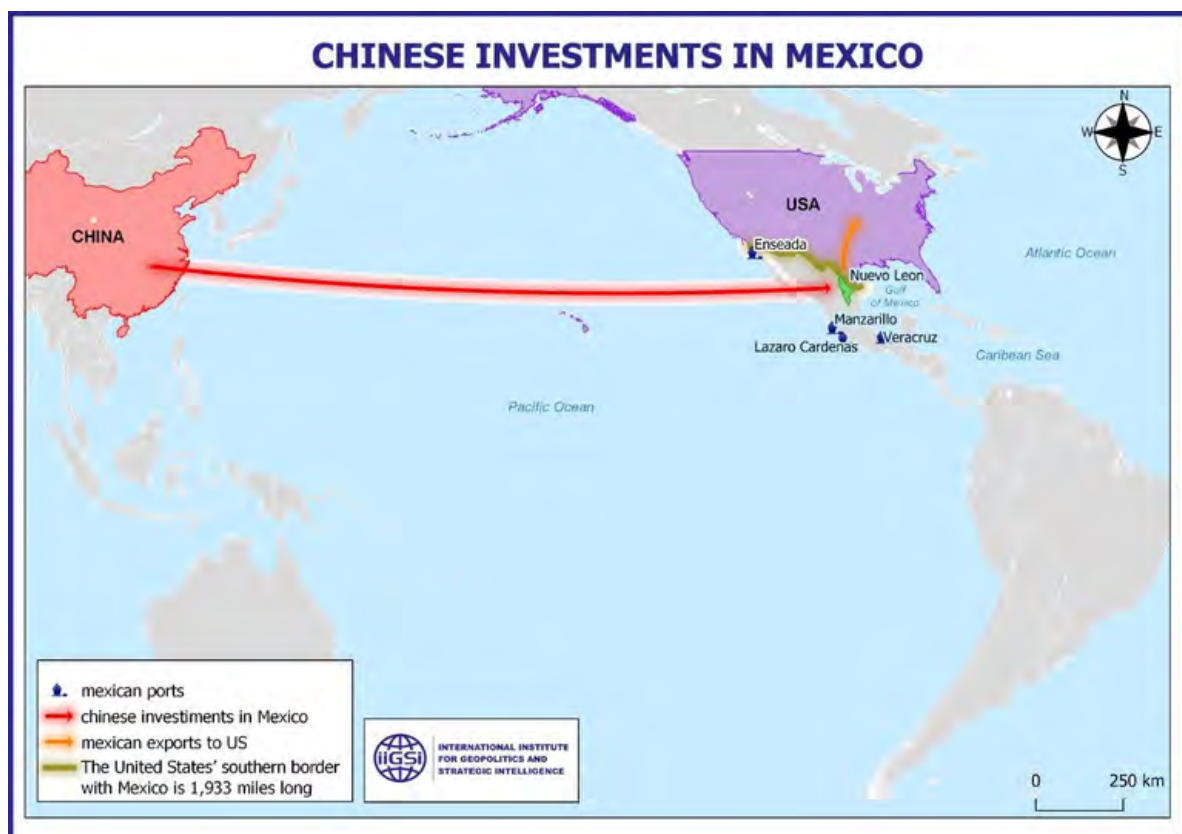 CHINESE INVESTMENTS IN MEXICO
N
W
E
S
CHINA
USA
Enseada
Atlantic Ocean
Nuevo Leon
Gulf
of Mexico
Manzarillo
Lazaro Cardenas
Veracruz
Caribean Sea
Pacific Ocean
mexican ports
chinese investiments in Mexico
mexican exports to US
The United States' southern border
with Mexico is 1,933 miles long
iiGSi
INTERNATIONAL INSTITUTE
FOR GEOPOLITICS AND
STRATEGIC INTELLIGENCE
0 250 km